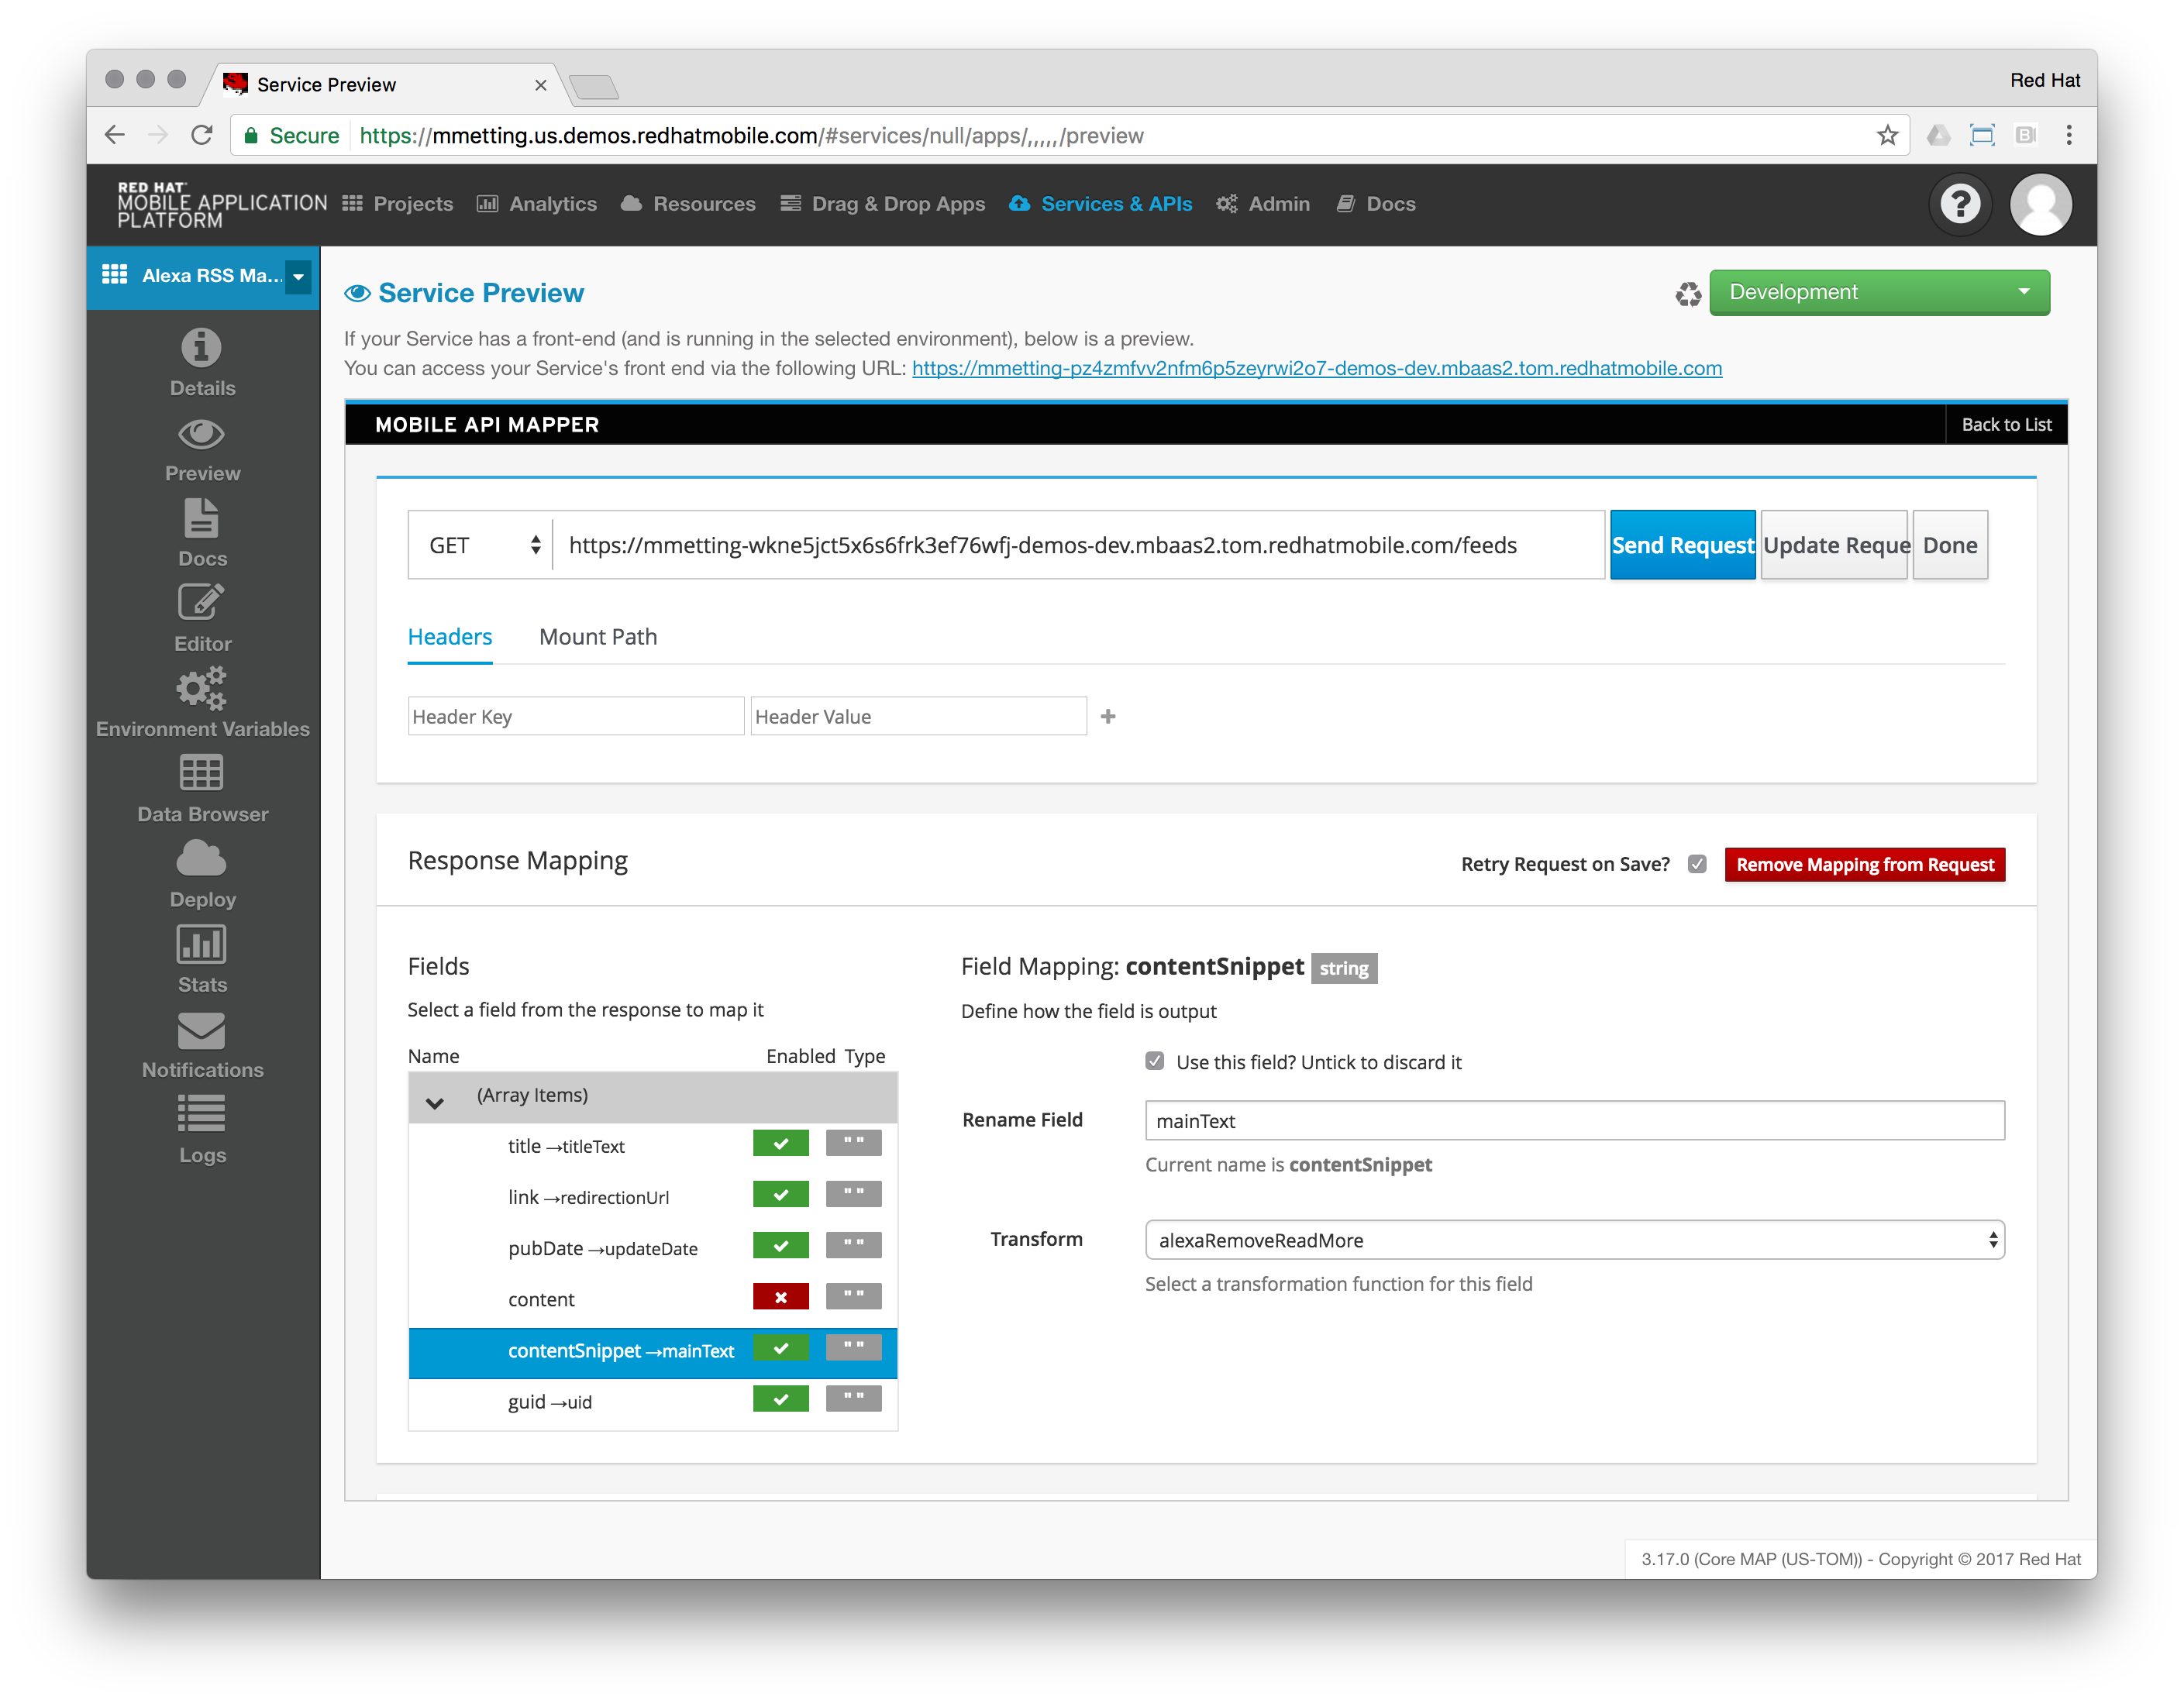 Service Preview
Red Hat
Secure https://mmetting.us.demos.redhatmobile.com/#services/null/apps/,,,,,/preview
RED HAT
MOBILE APPLICATION
PLATFORM
Projects Analytics Resources Drag & Drop Apps Services & APIs Admin Docs
?
Alexa RSS Ma...
Details
Preview
Docs
Editor
Environment Variables
Data Browser
Deploy
Stats
Notifications
Logs
Service Preview
Development
If your Service has a front-end (and is running in the selected environment), below is a preview.
You can access your Service's front end via the following URL: https://mmetting-pz4zmfvv2nfm6p5zeyrwi2o7-demos-dev.mbaas2.tom.redhatmobile.com
MOBILE API MAPPER
Back to List
GET https://mmetting-wkne5jct5x6s6frk3ef76wfj-demos-dev.mbaas2.tom.redhatmobile.com/feeds Send Request Update Reque Done
Headers Mount Path
Header Key Header Value
Response Mapping
Retry Request on Save? Remove Mapping from Request
Fields
Select a field from the response to map it
Name Enabled Type
(Array Items)
title →titleText " "
link →redirectionUrl " "
pubDate →updateDate " "
content " "
contentSnippet →mainText " "
guid →uid " "
Field Mapping: contentSnippet string
Define how the field is output
Use this field? Untick to discard it
Rename Field mainText
Current name is contentSnippet
Transform alexaRemoveReadMore
Select a transformation function for this field
3.17.0 (Core MAP (US-TOM)) - Copyright © 2017 Red Hat